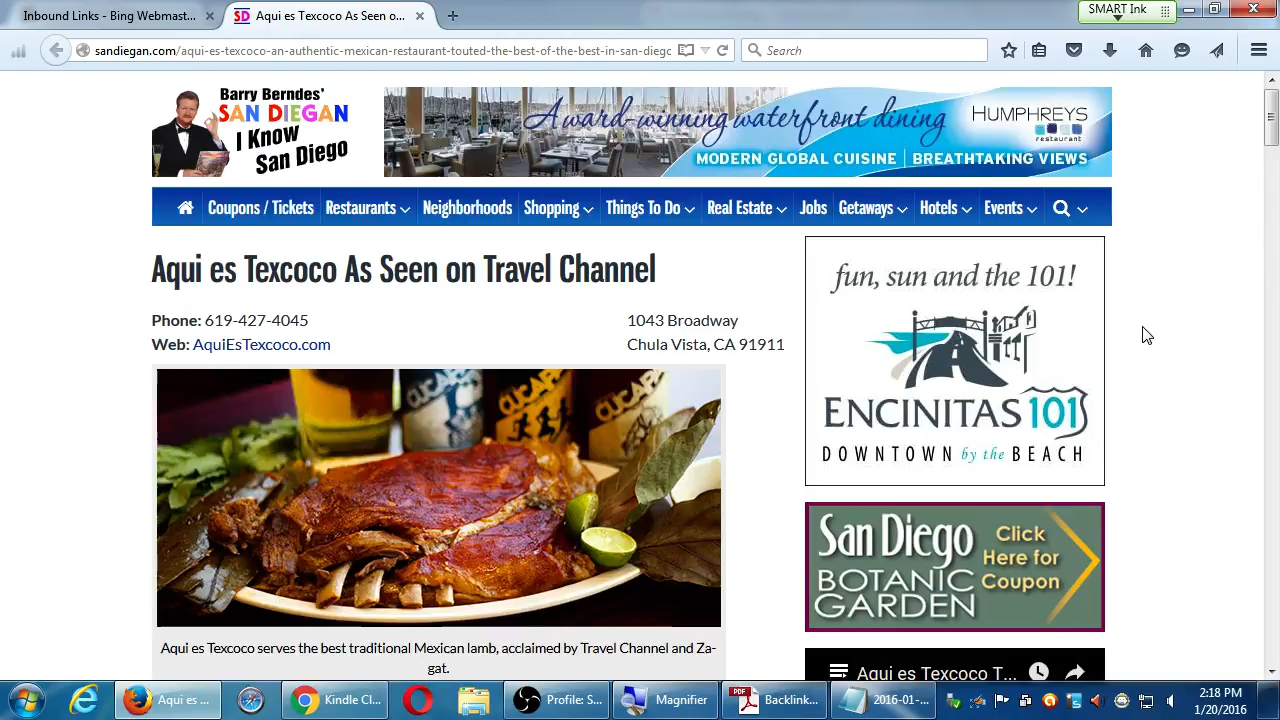 Inbound Links - Bing Webmast...
Aqui es Texcoco As Seen o...
SMART Ink
sandiegan.com/aqui-es-texcoco-an-authentic-mexican-restaurant-touted-the-best-of-the-best-in-san-diego
Search
Barry Berndes'
SAN DIEGAN
I Know
San Diego
Award-winning waterfront dining
HUMPHREYS
restaurant
MODERN GLOBAL CUISINE | BREATHTAKING VIEWS
Coupons / Tickets Restaurants Neighborhoods Shopping Things To Do Real Estate Jobs Getaways Hotels Events
Aqui es Texcoco As Seen on Travel Channel
Phone: 619-427-4045
Web: AquiEsTexcoco.com
1043 Broadway
Chula Vista, CA 91911
CUCAPÁ
CUCAPÁ
CUCAPÁ
Aqui es Texcoco serves the best traditional Mexican lamb, acclaimed by Travel Channel and Za-
gat.
fun, sun and the 101!
ENCINITAS 101
DOWNTOWN by the BEACH
San Diego
BOTANIC
GARDEN
Click
Here for
Coupon
Aqui es Texcoco T...
Aqui es ...
Kindle Cl...
Profile: S...
Magnifier
PDF
Backlink...
2016-01-...
2:18 PM
1/20/2016